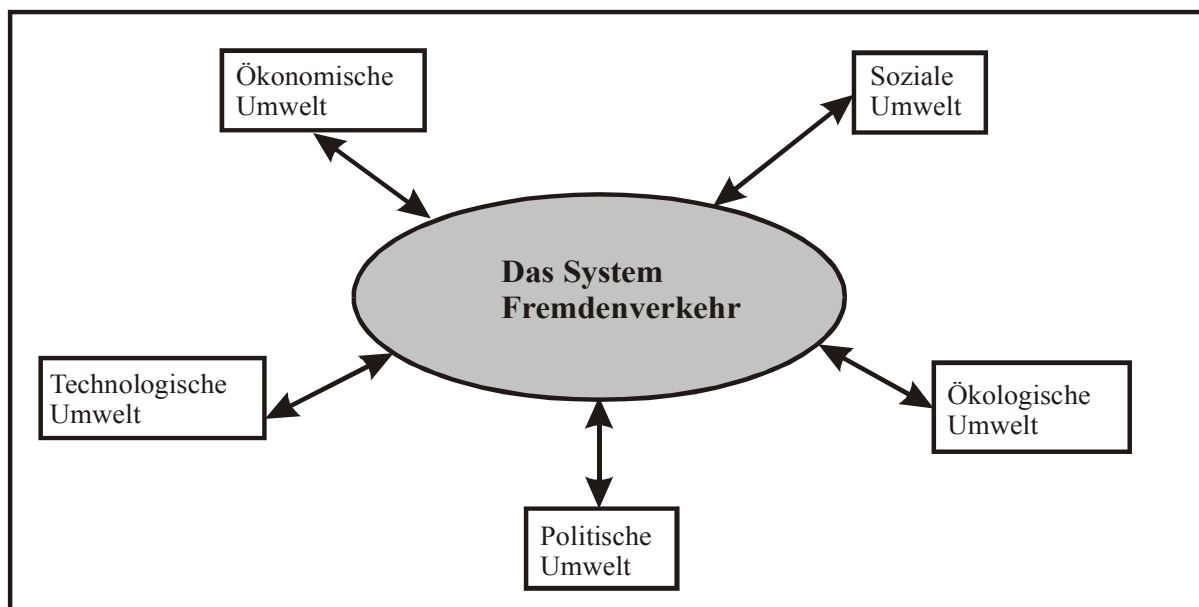 Ökonomische
Umwelt
Soziale
Umwelt
Das System
Fremdenverkehr
Technologische
Umwelt
Ökologische
Umwelt
Politische
Umwelt